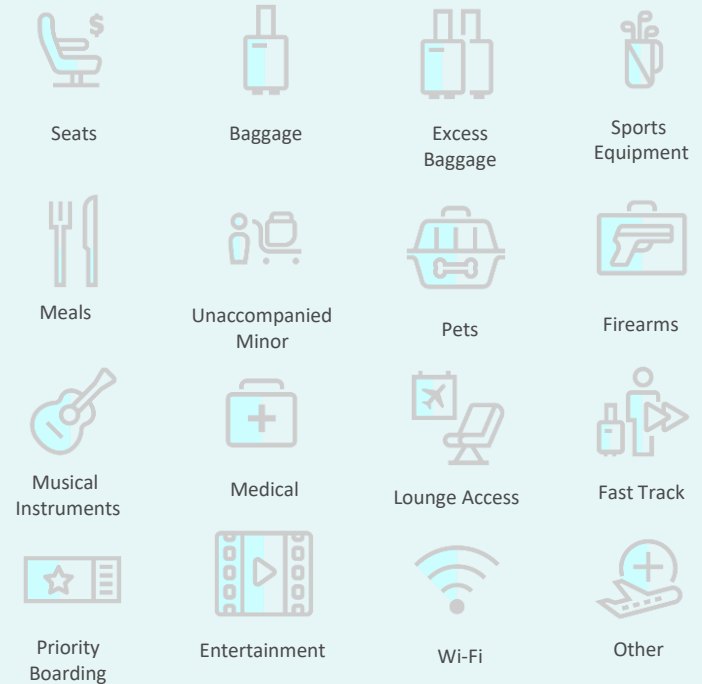 $
Seats
Baggage
Excess
Baggage
Sports
Equipment
Meals
Unaccompanied
Minor
Pets
Firearms
Musical
Instruments
Medical
Lounge Access
Fast Track
Priority
Boarding
Entertainment
Wi-Fi
Other